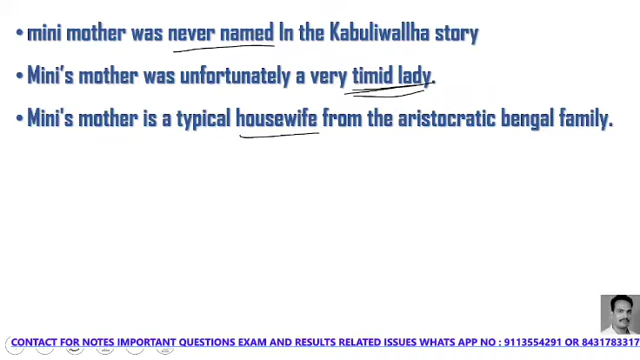 • mini mother was never named In the Kabuliwallha story
• Mini's mother was unfortunately a very timid lady.
• Mini's mother is a typical housewife from the aristocratic bengal family.
CONTACT FOR NOTES IMPORTANT QUESTIONS EXAM AND RESULTS RELATED ISSUES WHATS APP NO : 9113554291 OR 8431783317